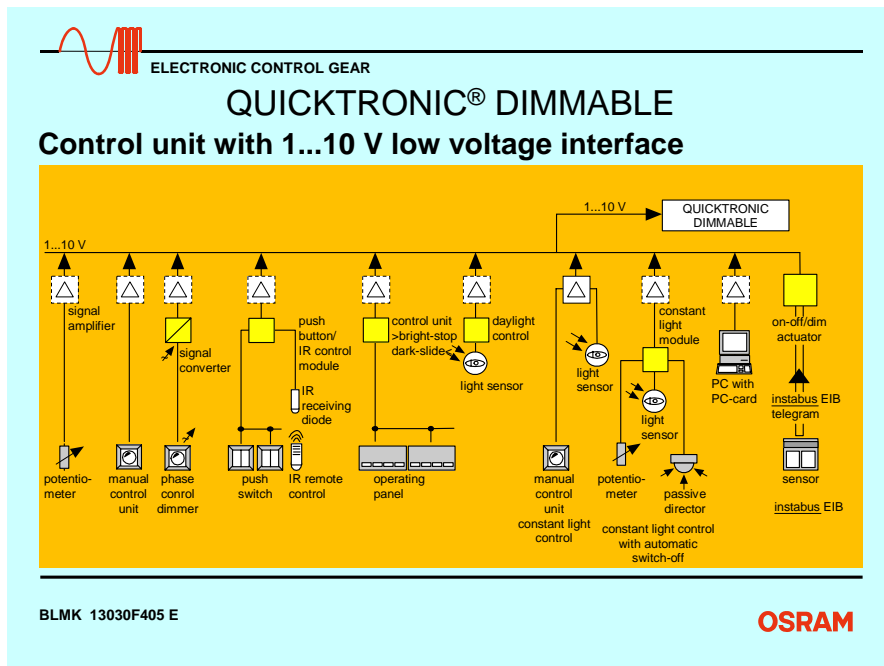 ELECTRONIC CONTROL GEAR
QUICKTRONIC® DIMMABLE
Control unit with 1...10 V low voltage interface
1...10 V
QUICKTRONIC
DIMMABLE
1...10 V
signal
amplifier
signal
converter
push
button/
IR control
module
IR
receiving
diode
control unit
>bright-stop
dark-slide<
daylight
control
light sensor
light
sensor
constant
light
module
light
sensor
PC with
PC-card
on-off/dim
actuator
instabus EIB
telegram
potentio-
meter
manual
control
unit
phase
conrol
dimmer
push
switch
IR remote
control
operating
panel
manual
control
unit
constant light
control
potentio-
meter
passive
director
constant light control
with automatic
switch-off
sensor
instabus EIB
BLMK 13030F405 E
OSRAM